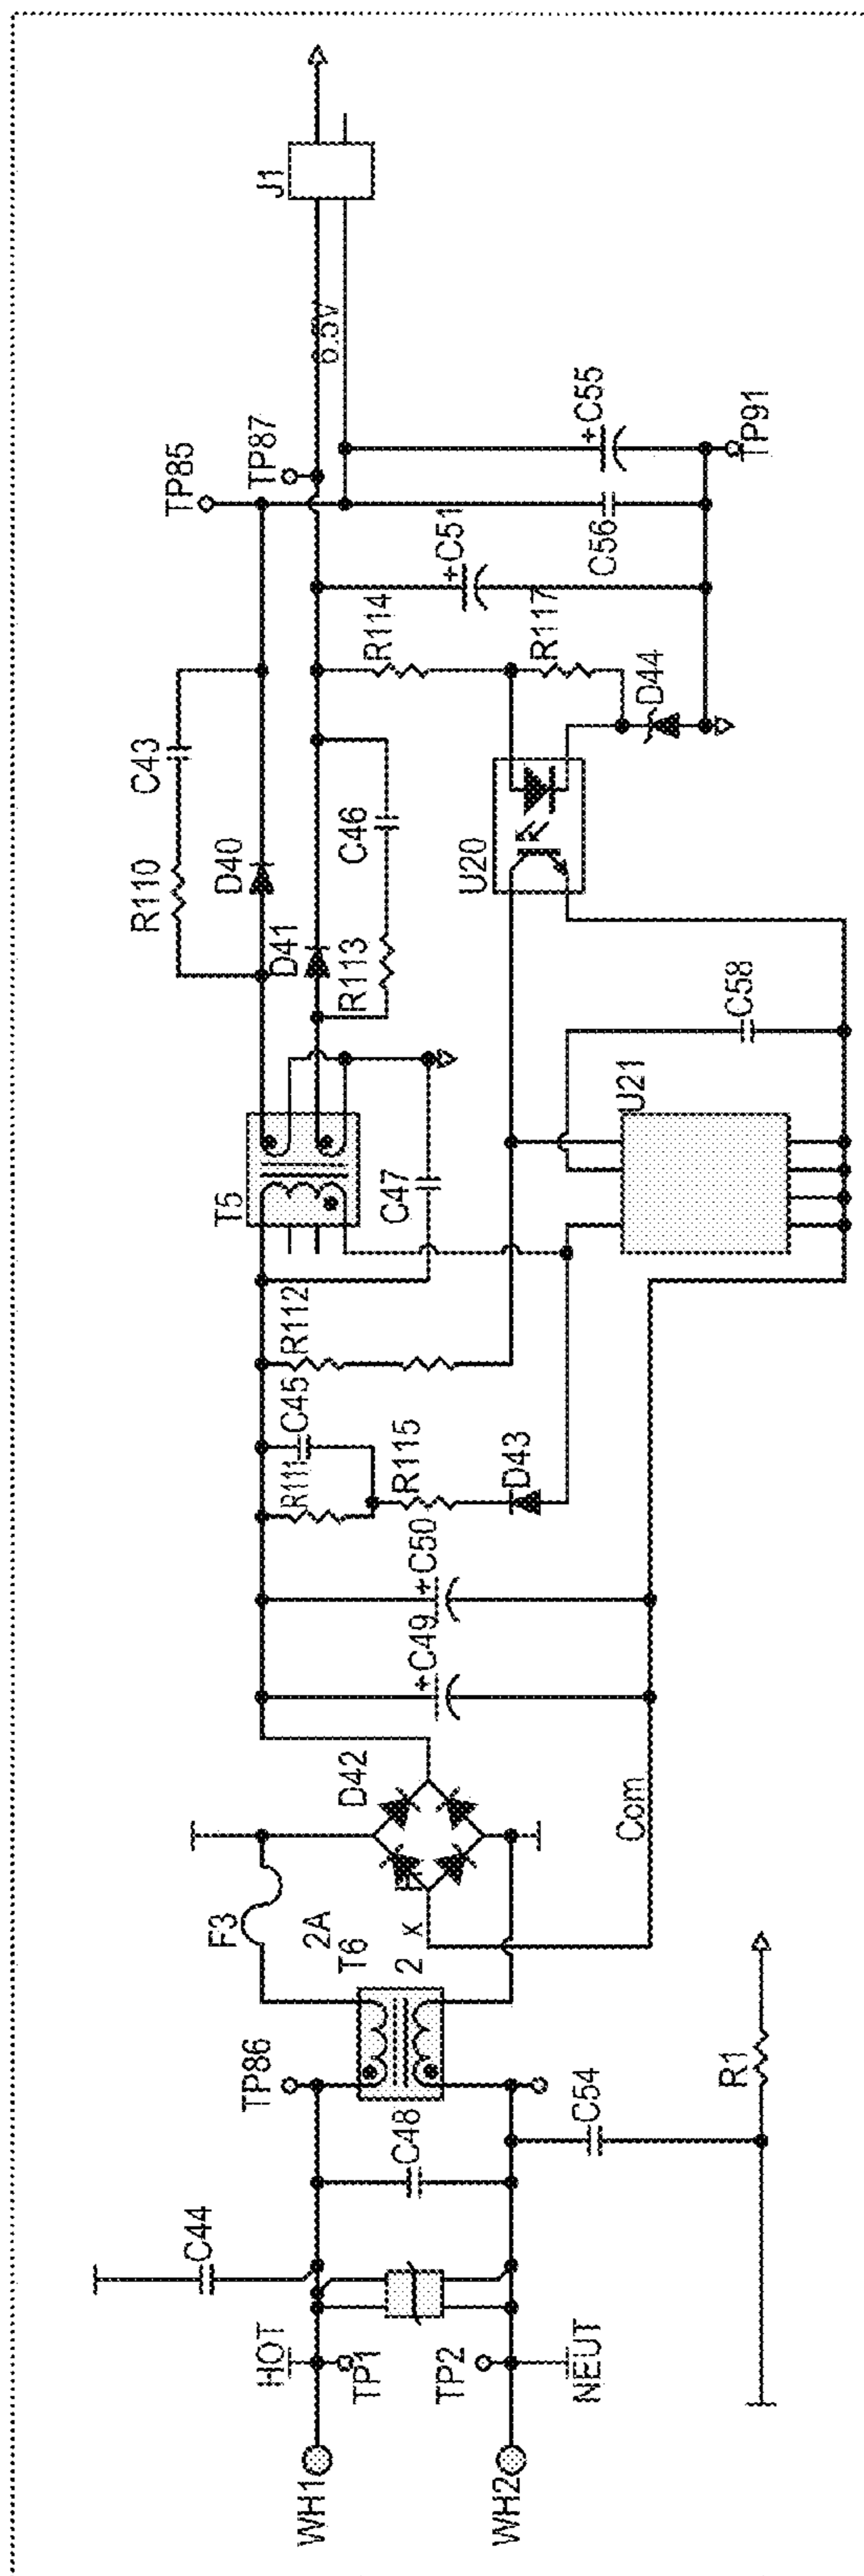 WH1
WH2
HOT
TP1
TP2
NEUT
C44
C48
C54
R1
TP86
F3
2A
T6
2
x
D42
Com
C49
+
C50
+
R111
C45
R115
D43
R112
T5
C47
U21
C58
U20
D41
R113
C46
D40
R110
C43
R114
R117
D44
C51
+
C56
C55
+
TP85
TP87
TP91
6.5V
J1